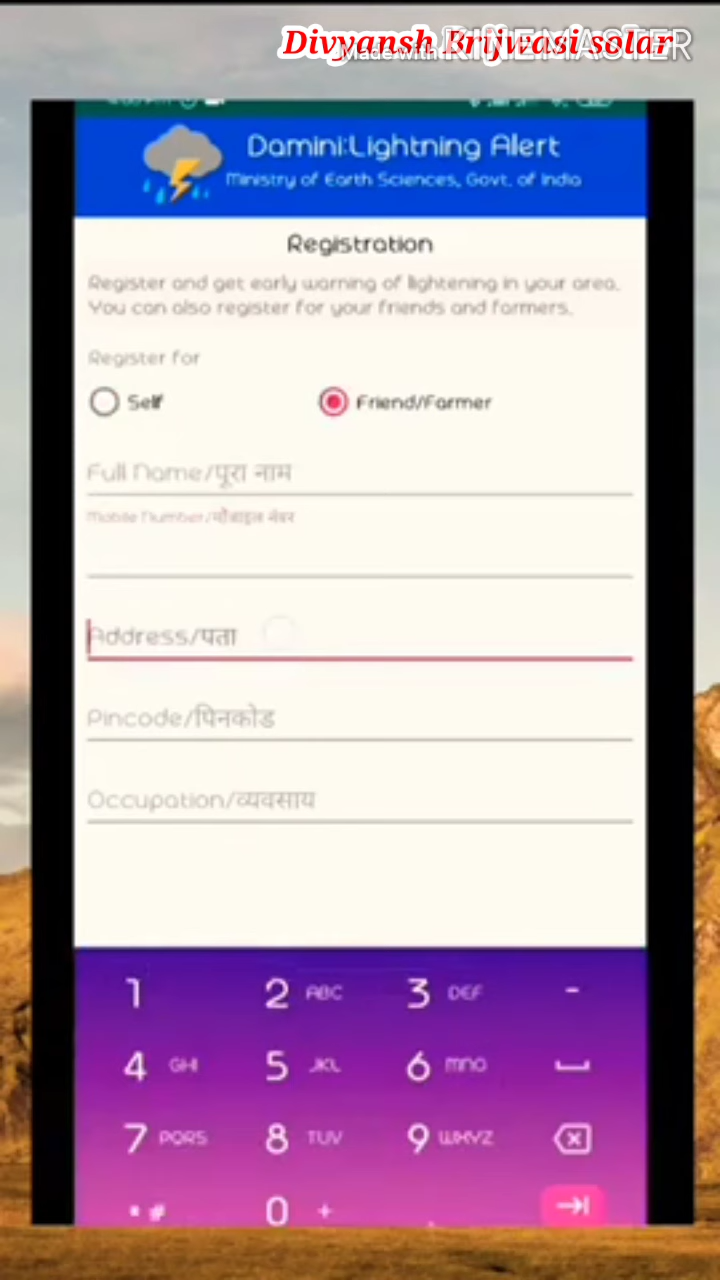 Divyansh Brijwasi solar
Made with KINEMASTER
Damini:Lightning Alert
Ministry of Earth Sciences, Govt. of India
Registration
Register and get early warning of lightening in your area.
You can also register for your friends and farmers.
Register for
Self
Friend/Farmer
Full Name/पूरा नाम
Mobile Number/मोबाइल नंबर
Address/पता
Pincode/पिनकोड
Occupation/व्यवसाय
1 2 ABC 3 DEF -
4 GHI 5 JKL 6 MNO
7 PQRS 8 TUV 9 WXYZ
* # 0 + .